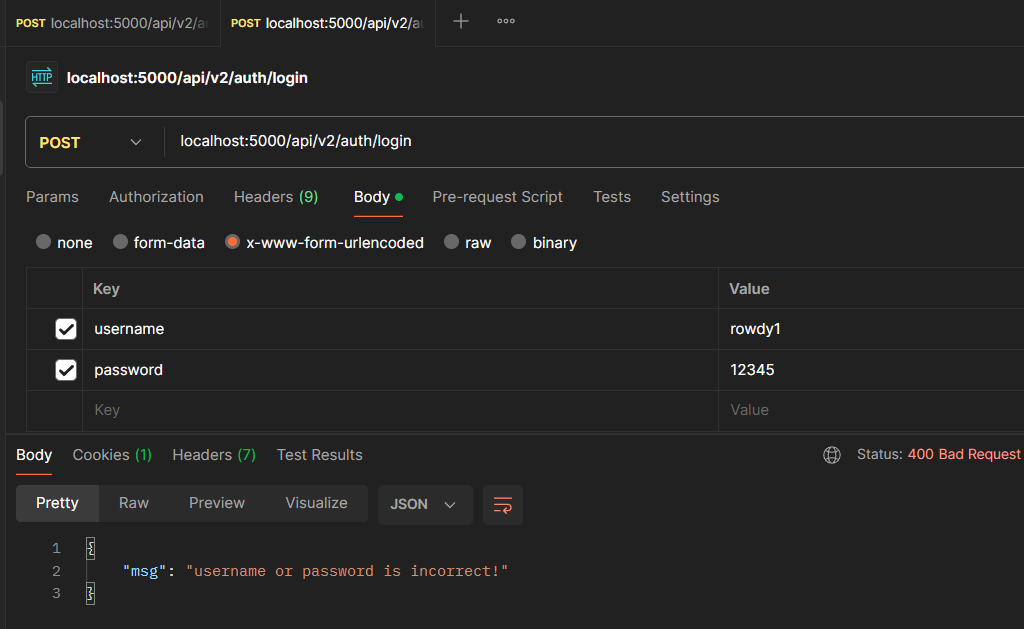 POST localhost:5000/api/v2/a POST localhost:5000/api/v2/au
HTTP localhost:5000/api/v2/auth/login
POST localhost:5000/api/v2/auth/login
Params Authorization Headers (9) Body Pre-request Script Tests Settings
none form-data x-www-form-urlencoded raw binary
Key Value
username rowdy1
password 12345
Key Value
Body Cookies (1) Headers (7) Test Results Status: 400 Bad Request
Pretty Raw Preview Visualize JSON
1 {
2 "msg": "username or password is incorrect!"
3 }